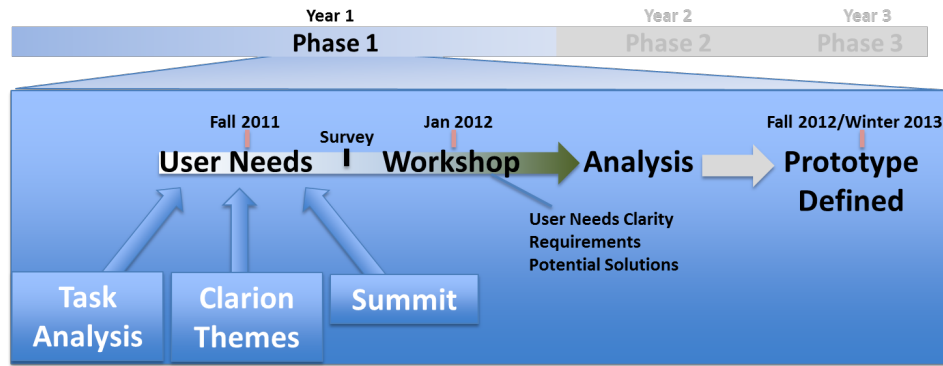 Year 1
Year 2
Year 3
Phase 1
Phase 2
Phase 3
Fall 2011
Survey
Jan 2012
Fall 2012/Winter 2013
User Needs
Workshop
Analysis
Prototype
Defined
User Needs Clarity
Requirements
Potential Solutions
Task
Analysis
Clarion
Themes
Summit